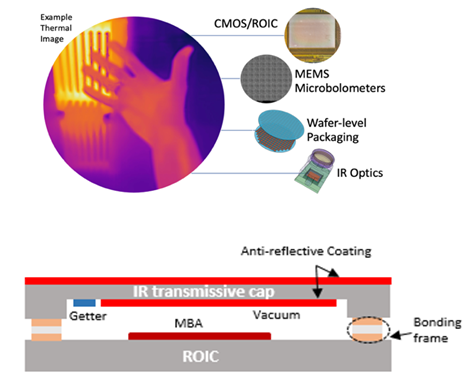 Example
Thermal
Image
CMOS/ROIC
MEMS
Microbolometers
Wafer-level
Packaging
IR Optics
Anti-reflective Coating
IR transmissive cap
Getter
MBA
Vacuum
Bonding
frame
ROIC